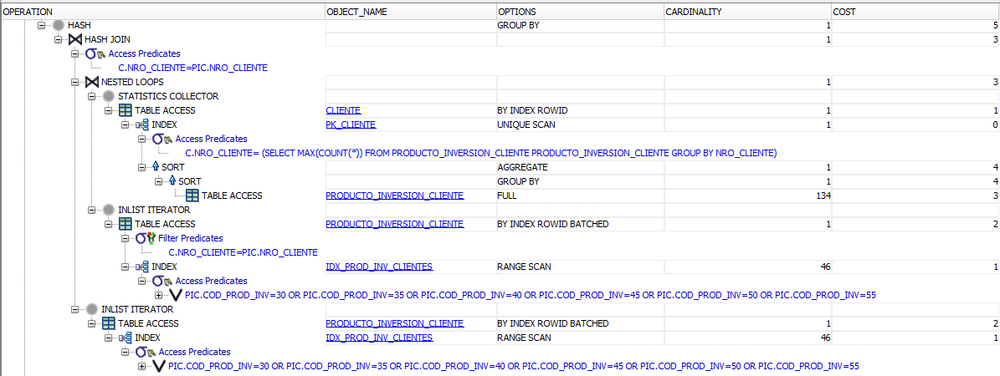 OPERATION OBJECT_NAME OPTIONS CARDINALITY COST
HASH GROUP BY 1 5
HASH JOIN 1 3
Access Predicates
C.NRO_CLIENTE=PIC.NRO_CLIENTE
NESTED LOOPS 1 3
STATISTICS COLLECTOR
TABLE ACCESS CLIENTE BY INDEX ROWID 1 1
INDEX PK_CLIENTE UNIQUE SCAN 1 0
Access Predicates
C.NRO_CLIENTE= (SELECT MAX(COUNT(*)) FROM PRODUCTO_INVERSION_CLIENTE PRODUCTO_INVERSION_CLIENTE GROUP BY NRO_CLIENTE)
SORT AGGREGATE 1 4
SORT GROUP BY 1 4
TABLE ACCESS PRODUCTO_INVERSION_CLIENTE FULL 134 3
INLIST ITERATOR
TABLE ACCESS PRODUCTO_INVERSION_CLIENTE BY INDEX ROWID BATCHED 1 2
Filter Predicates
C.NRO_CLIENTE=PIC.NRO_CLIENTE
INDEX IDX_PROD_INV_CLIENTES RANGE SCAN 46 1
Access Predicates
PIC.COD_PROD_INV=30 OR PIC.COD_PROD_INV=35 OR PIC.COD_PROD_INV=40 OR PIC.COD_PROD_INV=45 OR PIC.COD_PROD_INV=50 OR PIC.COD_PROD_INV=55
INLIST ITERATOR
TABLE ACCESS PRODUCTO_INVERSION_CLIENTE BY INDEX ROWID BATCHED 1 2
INDEX IDX_PROD_INV_CLIENTES RANGE SCAN 46 1
Access Predicates
PIC.COD_PROD_INV=30 OR PIC.COD_PROD_INV=35 OR PIC.COD_PROD_INV=40 OR PIC.COD_PROD_INV=45 OR PIC.COD_PROD_INV=50 OR PIC.COD_PROD_INV=55